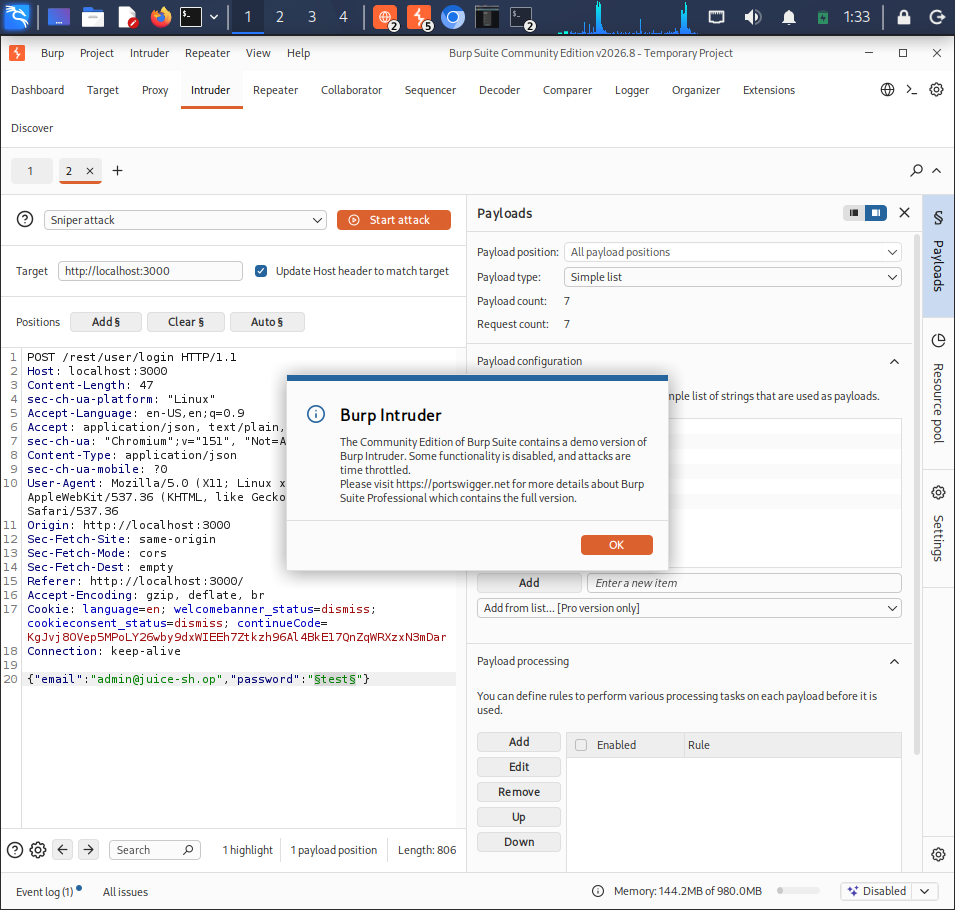 1 2 3 4 2 5 2 1:33
Burp Project Intruder Repeater View Help Burp Suite Community Edition v2026.8 - Temporary Project
Dashboard Target Proxy Intruder Repeater Collaborator Sequencer Decoder Comparer Logger Organizer Extensions
Discover
1 2 × +
Sniper attack Start attack
Target http://localhost:3000 Update Host header to match target
Positions Add § Clear § Auto §
1 POST /rest/user/login HTTP/1.1
2 Host: localhost:3000
3 Content-Length: 47
4 sec-ch-ua-platform: "Linux"
5 Accept-Language: en-US,en;q=0.9
6 Accept: application/json, text/plain,
7 sec-ch-ua: "Chromium";v="151", "Not=A
8 Content-Type: application/json
9 sec-ch-ua-mobile: ?0
10 User-Agent: Mozilla/5.0 (X11; Linux x
AppleWebKit/537.36 (KHTML, like Gecko
Safari/537.36
11 Origin: http://localhost:3000
12 Sec-Fetch-Site: same-origin
13 Sec-Fetch-Mode: cors
14 Sec-Fetch-Dest: empty
15 Referer: http://localhost:3000/
16 Accept-Encoding: gzip, deflate, br
17 Cookie: language=en; welcomebanner_status=dismiss;
cookieconsent_status=dismiss; continueCode=
KgJvj8OVep5MPoLY26wby9dxWIEEh7Ztkzh96Al4BkE17QnZqWRXzxN3mDar
18 Connection: keep-alive
19
20 {"email":"admin@juice-sh.op","password":"§test§"}
Search 1 highlight 1 payload position Length: 806
Payloads
Payload position: All payload positions
Payload type: Simple list
Payload count: 7
Request count: 7
Payload configuration
mple list of strings that are used as payloads.
Add Enter a new item
Add from list... [Pro version only]
Payload processing
You can define rules to perform various processing tasks on each payload before it is
used.
Add Enabled Rule
Edit
Remove
Up
Down
§ Payloads
Resource pool
Settings
Burp Intruder
The Community Edition of Burp Suite contains a demo version of
Burp Intruder. Some functionality is disabled, and attacks are
time throttled.
Please visit https://portswigger.net for more details about Burp
Suite Professional which contains the full version.
OK
Event log (1) All issues Memory: 144.2MB of 980.0MB Disabled